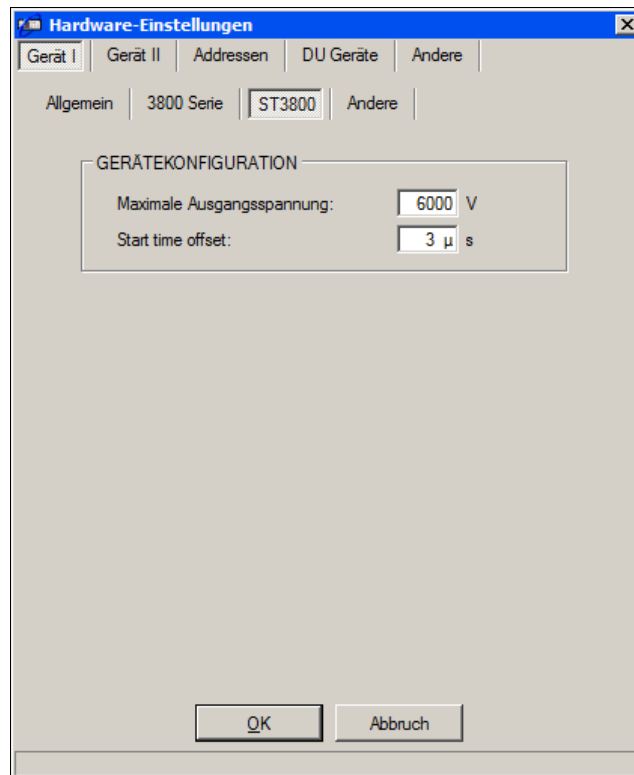 Hardware-Einstellungen
Gerät I Gerät II Addressen DU Geräte Andere
Allgemein 3800 Serie ST3800 Andere
GERÄTEKONFIGURATION
Maximale Ausgangsspannung: 6000 V
Start time offset: 3 µ s
OK Abbruch